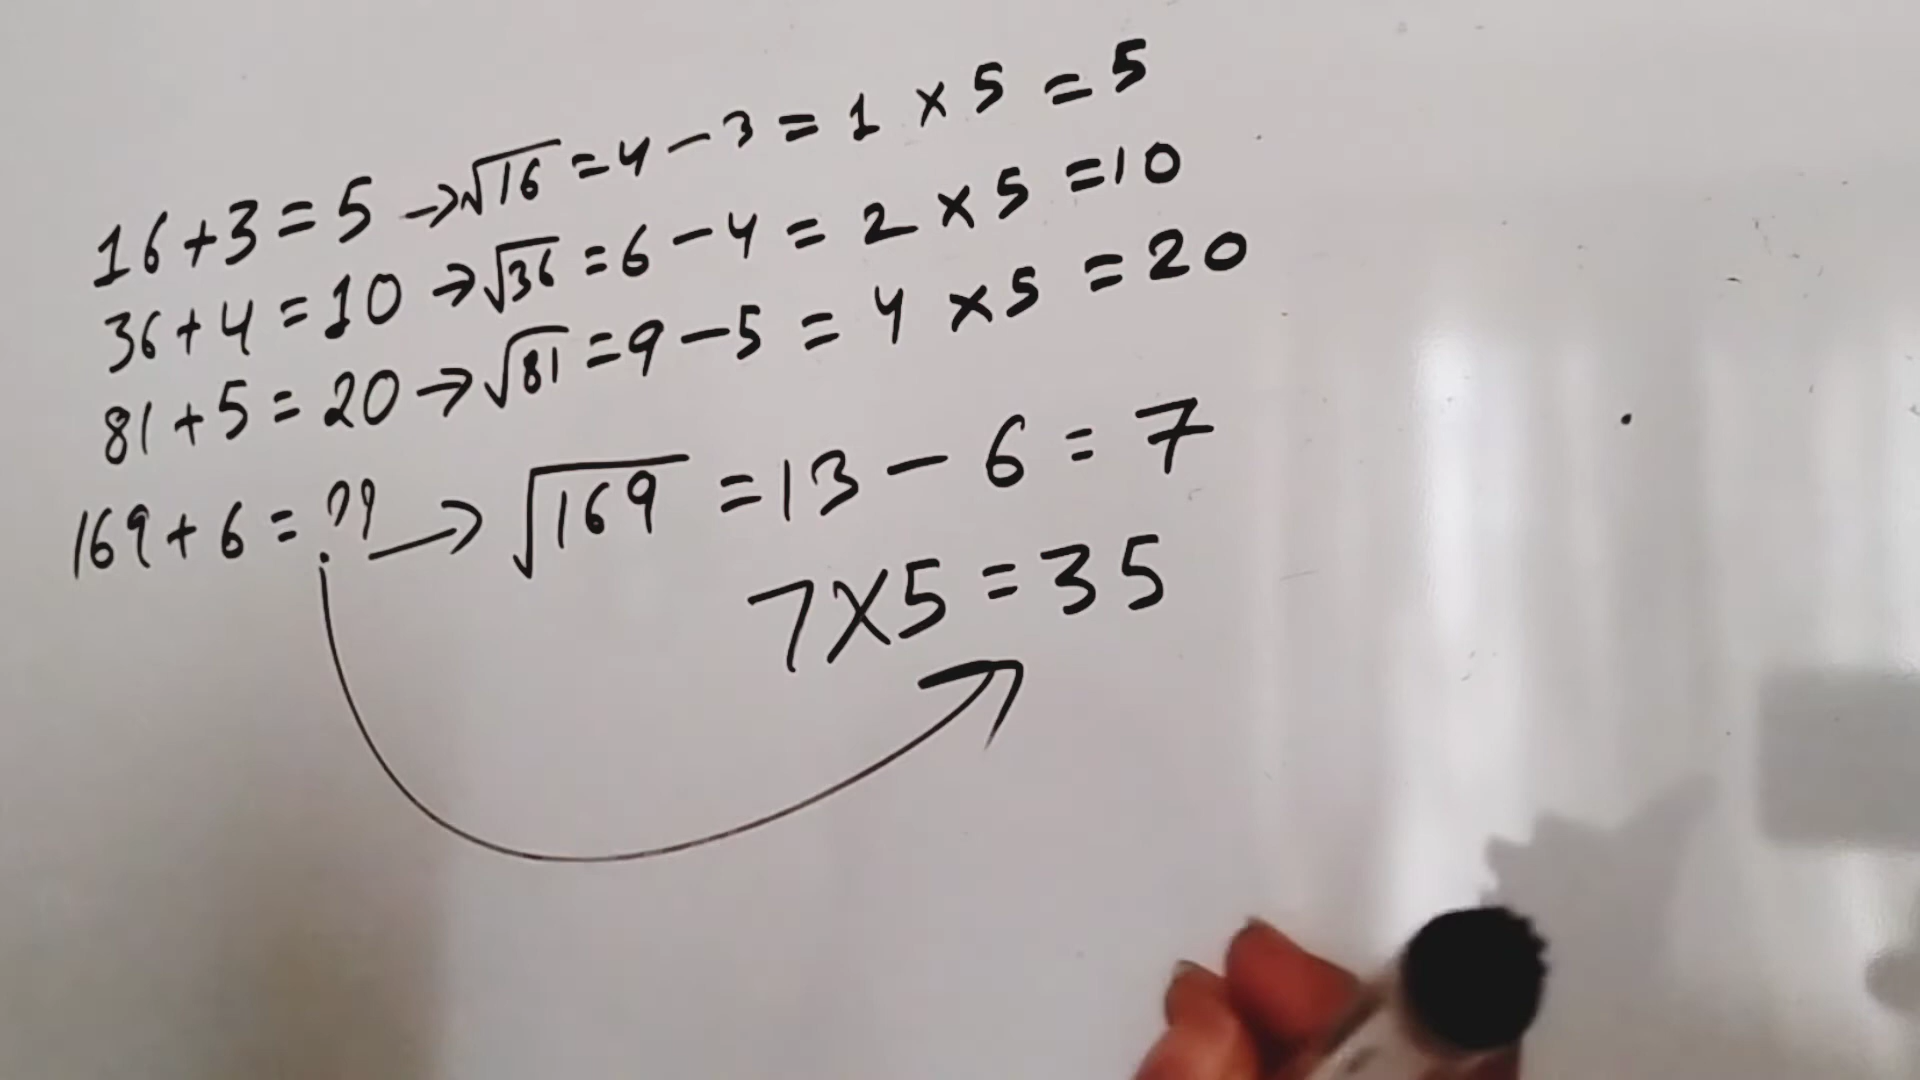 16+3=5 →√16 =4-3=1×5=5
36+4=10→√36=6-4=2×5=10
81+5=20→√81=9-5=4×5=20
169+6=??→√169=13-6=7
7×5=35